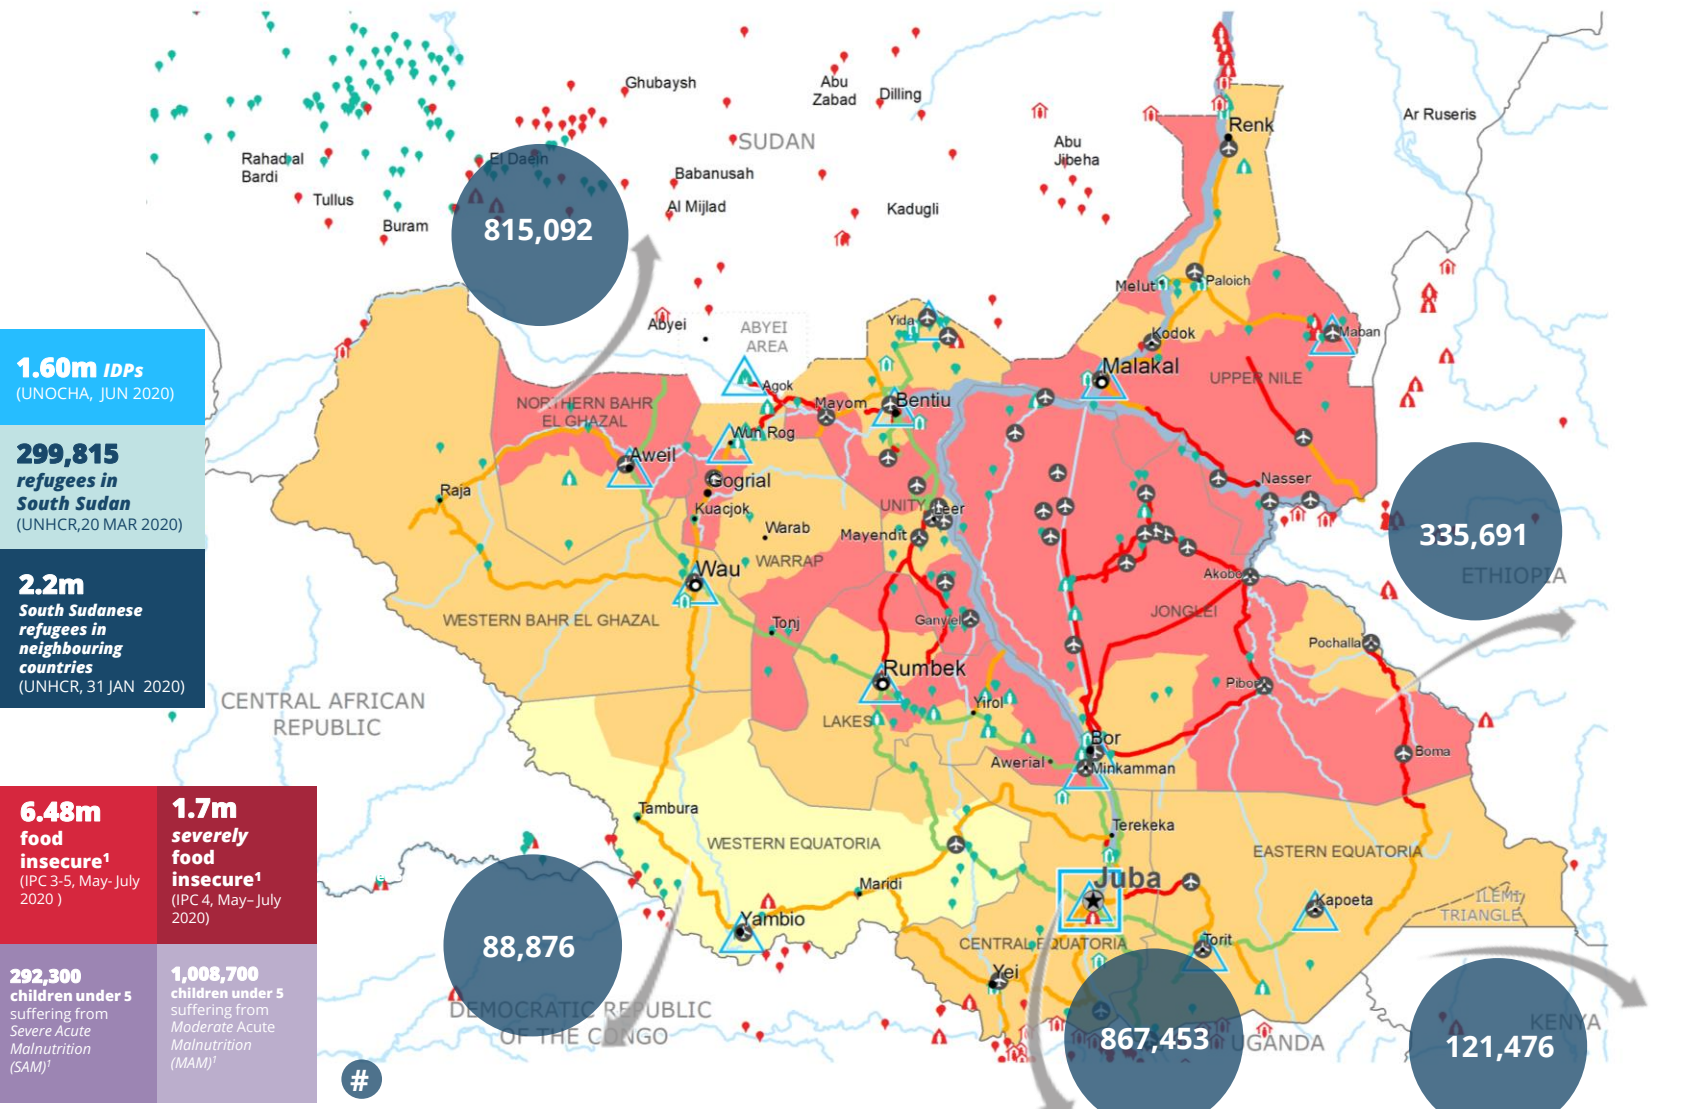 Ghubaysh
Abu
Zabad
Dilling
Ar Ruseris
Renk
SUDAN
Abu
Jibeha
Rahad al
Bardi
El Daein
Babanusah
Tullus
Al Mijlad
Kadugli
Buram
815,092
Melut
Paloich
Abyei
ABYEI
AREA
Yida
Kodok
Maban
1.60m IDPs
(UNOCHA, JUN 2020)
Malakal
UPPER NILE
Agok
NORTHERN BAHR
EL GHAZAL
Mayom
Bentiu
Wun Rog
299,815
refugees in
South Sudan
(UNHCR,20 MAR 2020)
Aweil
Gogrial
Nasser
Raja
Kuacjok
UNITY
Leer
Warab
Mayendit
335,691
WARRAP
Wau
Akobo
ETHIOPIA
2.2m
South Sudanese
refugees in
neighbouring
countries
(UNHCR, 31 JAN 2020)
WESTERN BAHR EL GHAZAL
Tonj
Ganyiel
JONGLEI
Pochalla
Rumbek
Pibor
CENTRAL AFRICAN
REPUBLIC
Yirol
LAKES
Bor
Boma
Awerial
Minkamman
6.48m
food
insecure¹
(IPC 3-5, May- July
2020 )
1.7m
severely
food
insecure¹
(IPC 4, May– July
2020)
Tambura
Terekeka
WESTERN EQUATORIA
EASTERN EQUATORIA
Juba
Maridi
Kapoeta
ILEMI
TRIANGLE
Yambio
88,876
CENTRAL EQUATORIA
Torit
Yei
292,300
children under 5
suffering from
Severe Acute
Malnutrition
(SAM)¹
1,008,700
children under 5
suffering from
Moderate Acute
Malnutrition
(MAM)¹
DEMOCRATIC REPUBLIC
OF THE CONGO
867,453
UGANDA
KENYA
121,476
#